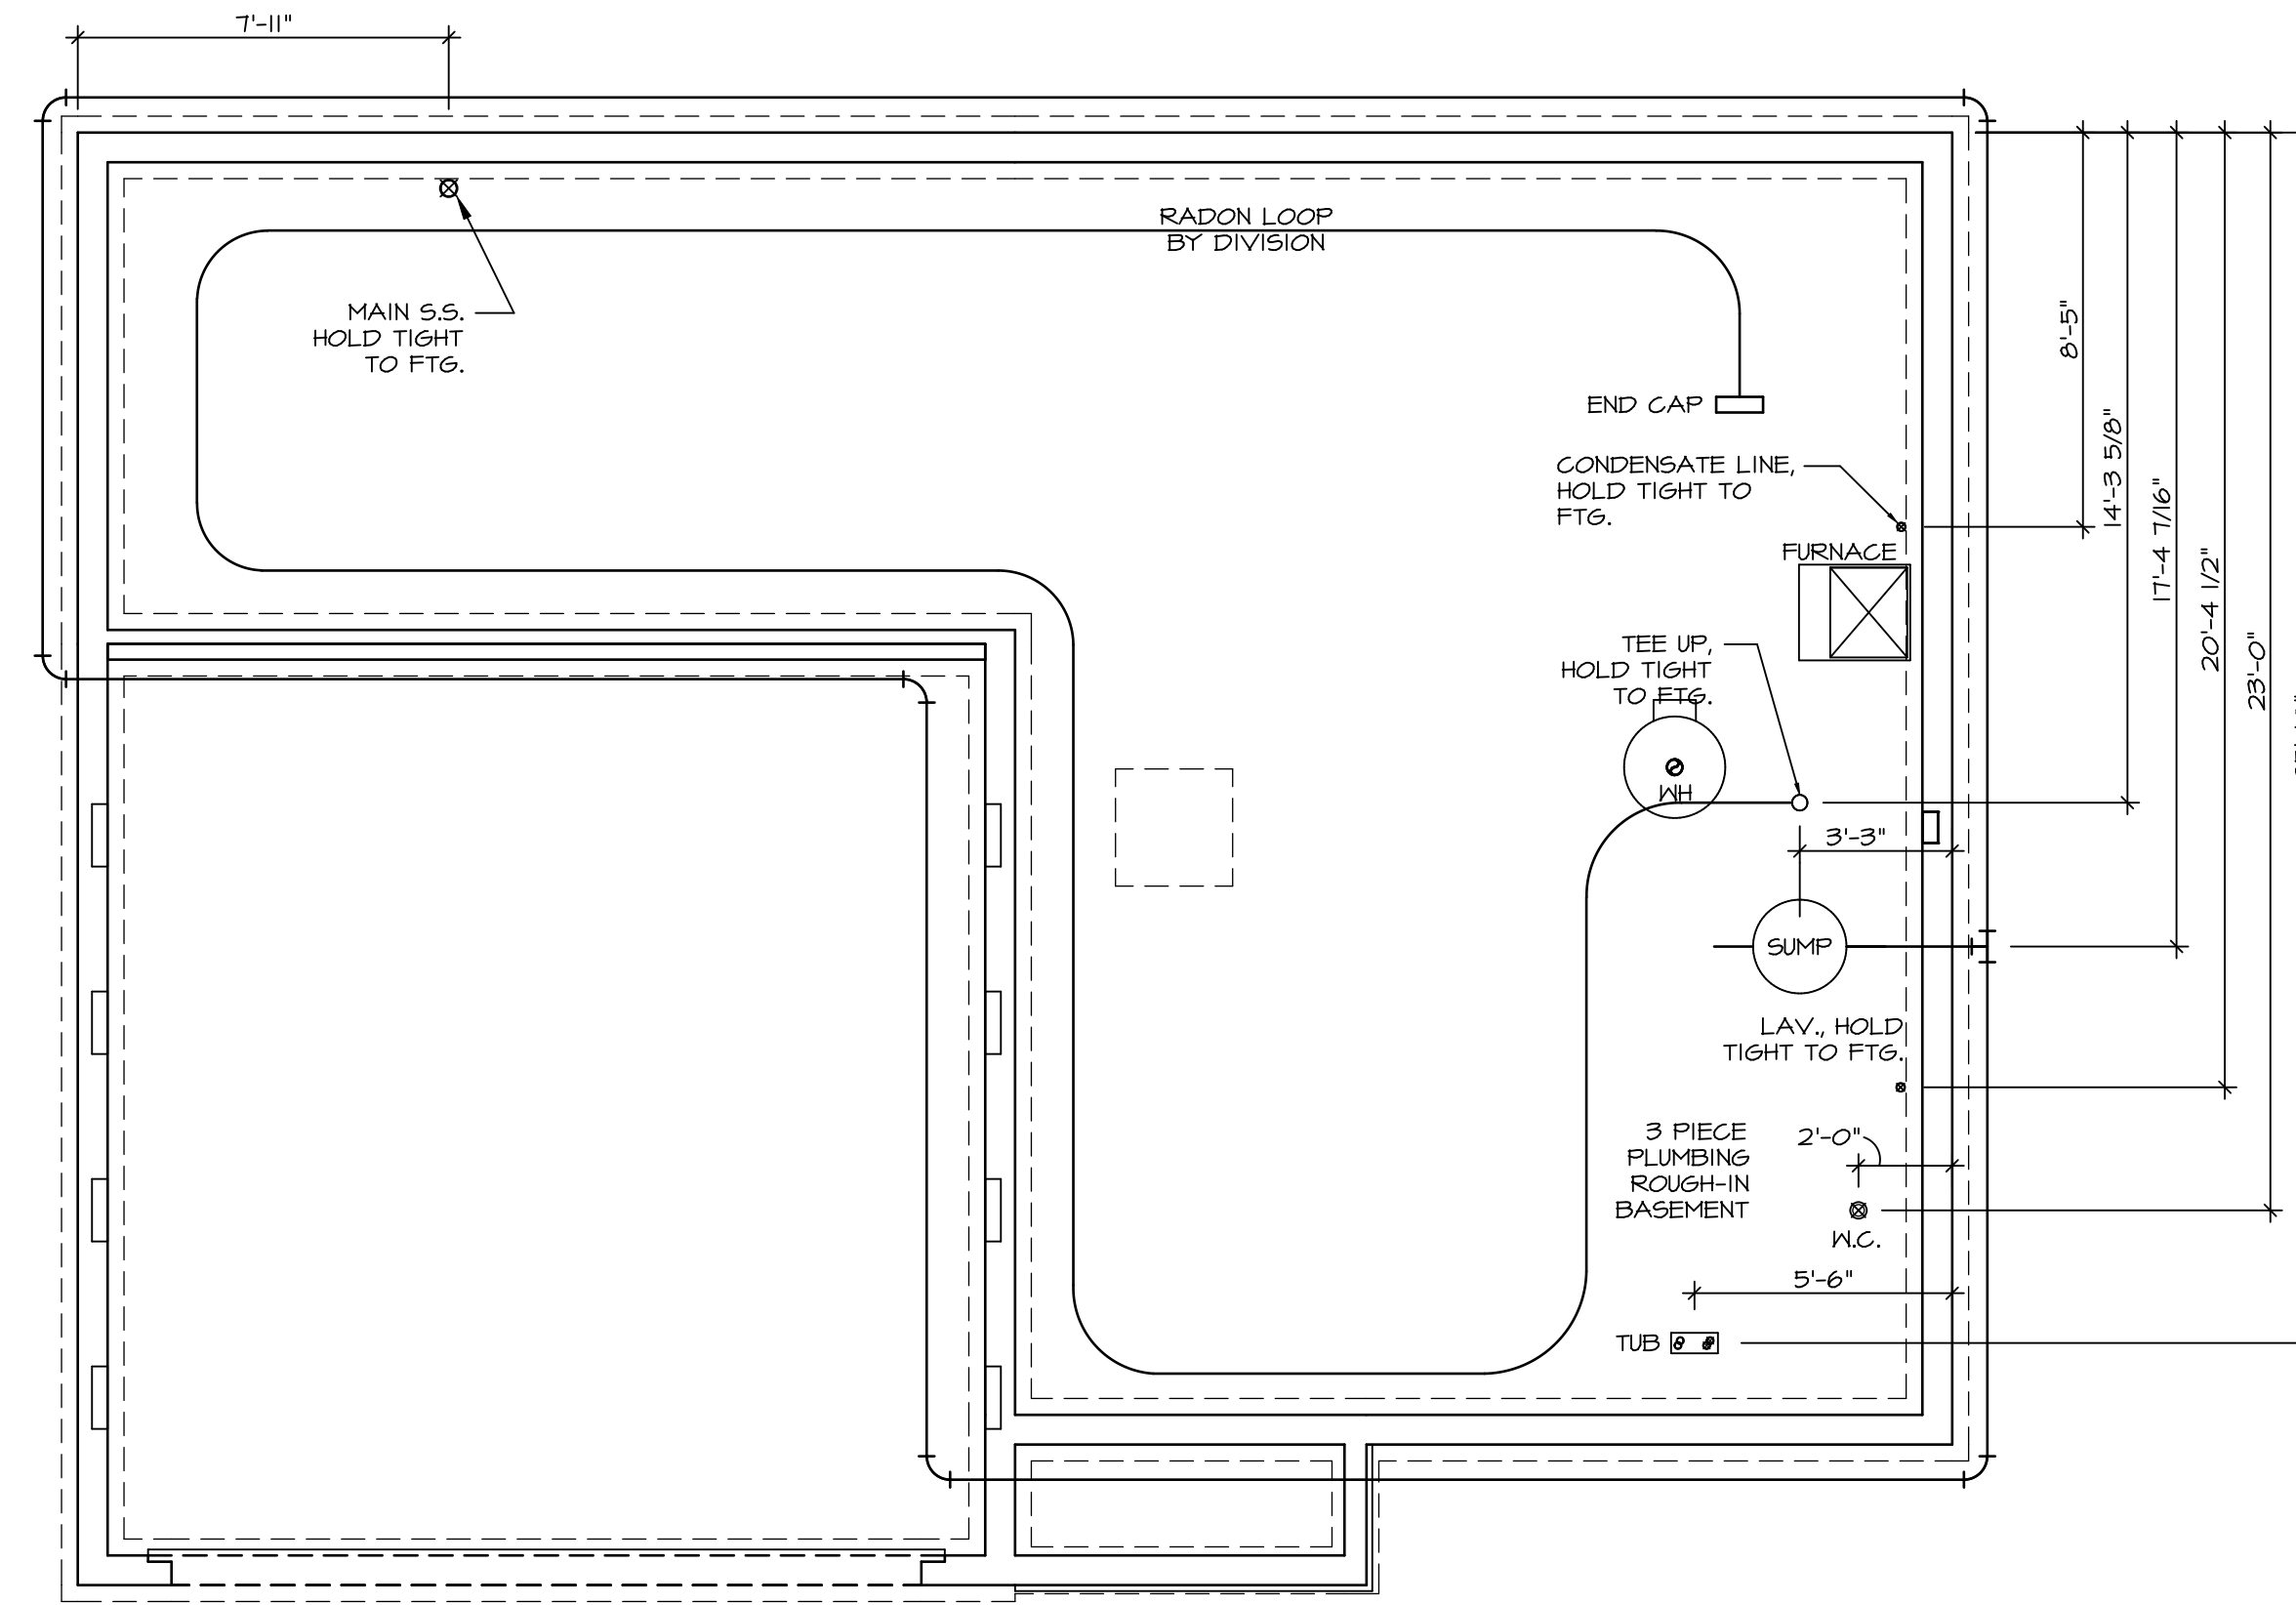 7'-11"
RADON LOOP
BY DIVISION
MAIN S.S.
HOLD TIGHT
TO FTG.
8'-5"
END CAP
14'-3 5/8"
CONDENSATE LINE,
HOLD TIGHT TO
FTG.
17'-4 7/16"
FURNACE
20'-4 1/2"
TEE UP,
HOLD TIGHT
TO FTG.
23'-0"
WH
3'-3"
SUMP
LAV., HOLD
TIGHT TO FTG.
3 PIECE
PLUMBING
ROUGH-IN
BASEMENT
2'-0"
W.C.
5'-6"
TUB